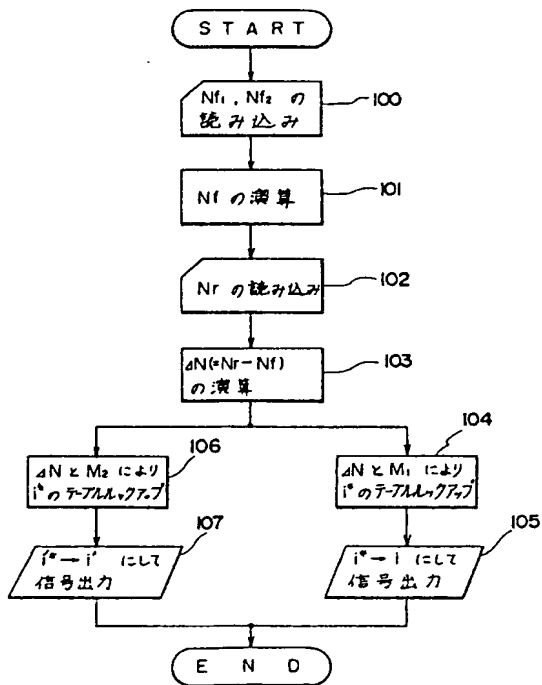 START
Nf₁, Nf₂ の
読み込み
100
Nf の演算
101
Nr の読み込み
102
ΔN(=Nr-Nf)
の演算
103
ΔN と M₂ により
i'* のテーブルルックアップ
106
i'* → i' にして
信号出力
107
ΔN と M₁ により
i* のテーブルルックアップ
104
i* → i にして
信号出力
105
END